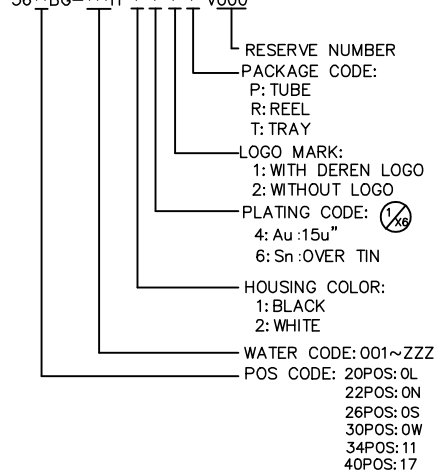 RESERVE NUMBER
PACKAGE CODE:
P: TUBE
R: REEL
T: TRAY
LOGO MARK:
1: WITH DEREN LOGO
2: WITHOUT LOGO
PLATING CODE: 1/X6
4: Au :15u"
6: Sn :OVER TIN
HOUSING COLOR:
1: BLACK
2: WHITE
WATER CODE: 001~ZZZ
POS CODE: 20POS: 0L
22POS: 0N
26POS: 0S
30POS: 0W
34POS: 11
40POS: 17